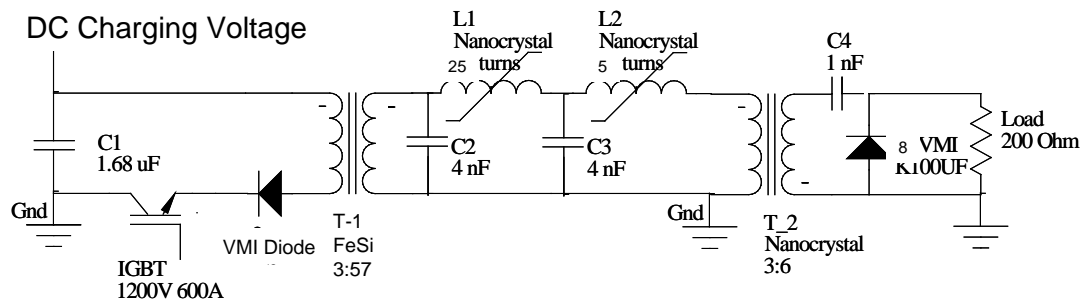 DC Charging Voltage
L1
Nanocrystal
25 turns
L2
Nanocrystal
5 turns
C4
1 nF
C1
1.68 uF
C2
4 nF
C3
4 nF
Load
200 Ohm
8 VMI
K100UF
Gnd
Gnd
VMI Diode
T-1
FeSi
3:57
T_2
Nanocrystal
3:6
IGBT
1200V 600A